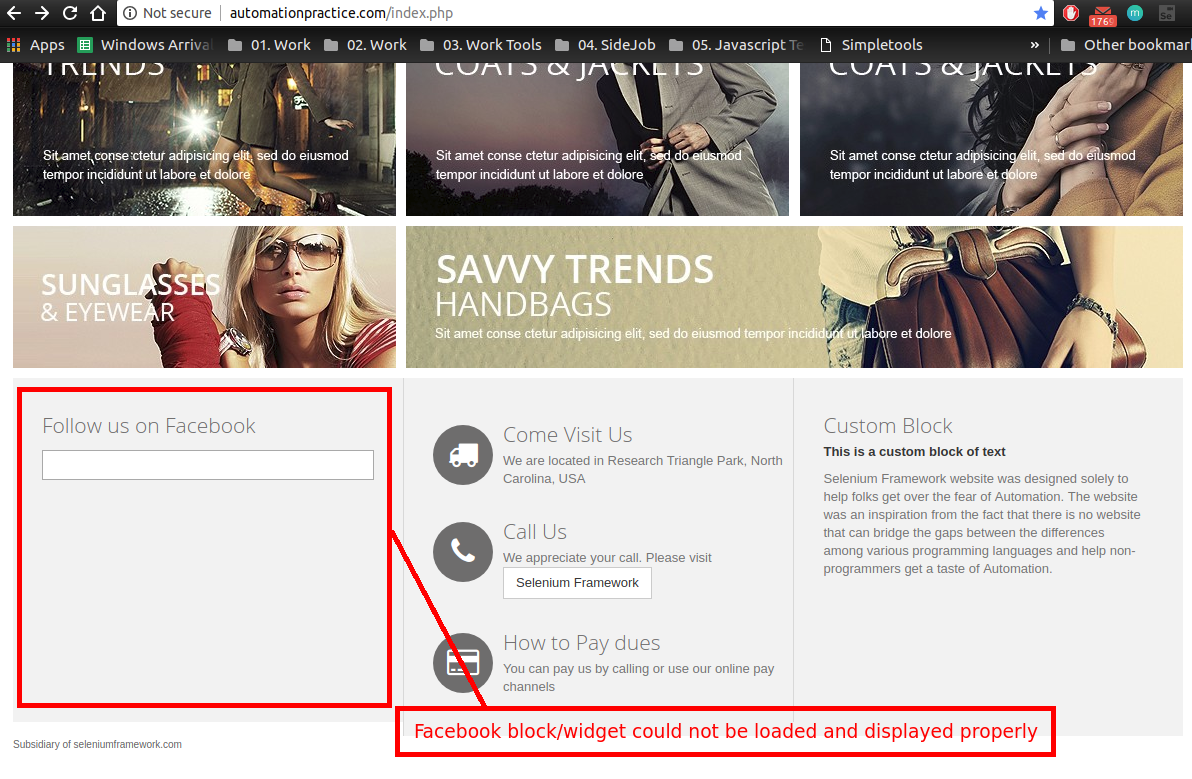 Not secure | automationpractice.com/index.php
1769
m
Se
Apps Windows Arrival 01. Work 02. Work 03. Work Tools 04. SideJob 05. Javascript Te Simpletools » Other bookmar
TRENDS
COATS & JACKETS
COATS & JACKETS
Sit amet conse ctetur adipisicing elit, sed do eiusmod
tempor incididunt ut labore et dolore
Sit amet conse ctetur adipisicing elit, sed do eiusmod
tempor incididunt ut labore et dolore
Sit amet conse ctetur adipisicing elit, sed do eiusmod
tempor incididunt ut labore et dolore
SUNGLASSES
& EYEWEAR
SAVVY TRENDS
HANDBAGS
Sit amet conse ctetur adipisicing elit, sed do eiusmod tempor incididunt ut labore et dolore
Follow us on Facebook
Come Visit Us
We are located in Research Triangle Park, North
Carolina, USA
Call Us
We appreciate your call. Please visit
Selenium Framework
How to Pay dues
You can pay us by calling or use our online pay
channels
Custom Block
This is a custom block of text
Selenium Framework website was designed solely to
help folks get over the fear of Automation. The website
was an inspiration from the fact that there is no website
that can bridge the gaps between the differences
among various programming languages and help non-
programmers get a taste of Automation.
Facebook block/widget could not be loaded and displayed properly
Subsidiary of seleniumframework.com